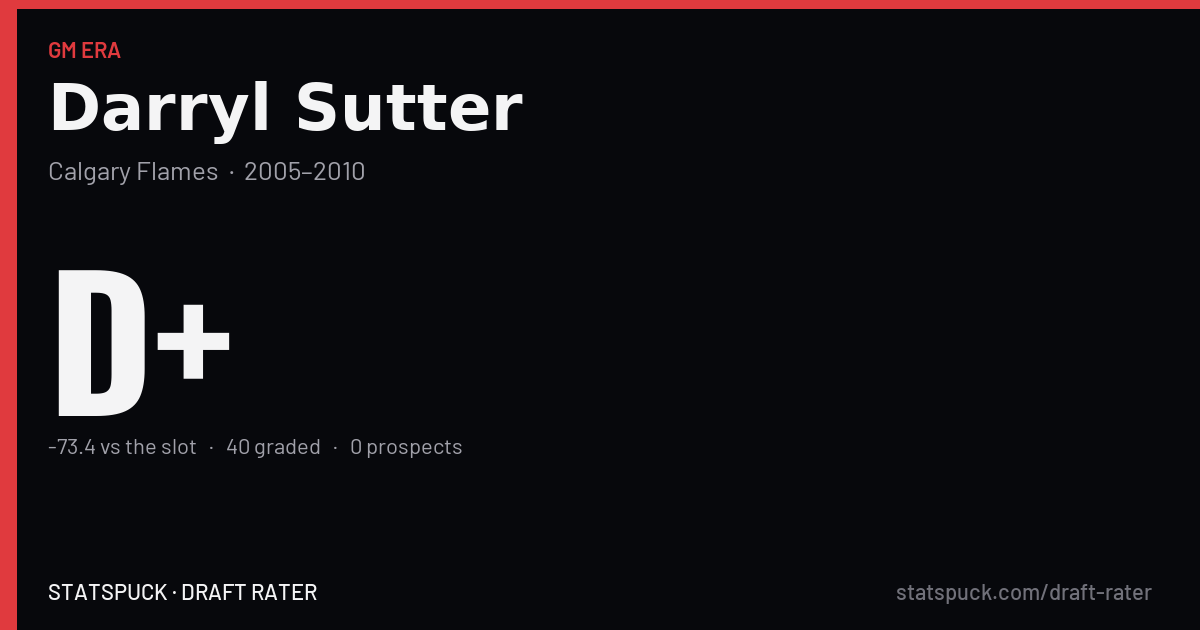 GM ERA
Darryl Sutter
Calgary Flames · 2005–2010
D+
-73.4 vs the slot · 40 graded · 0 prospects
STATSPUCK · DRAFT RATER
statspuck.com/draft-rater